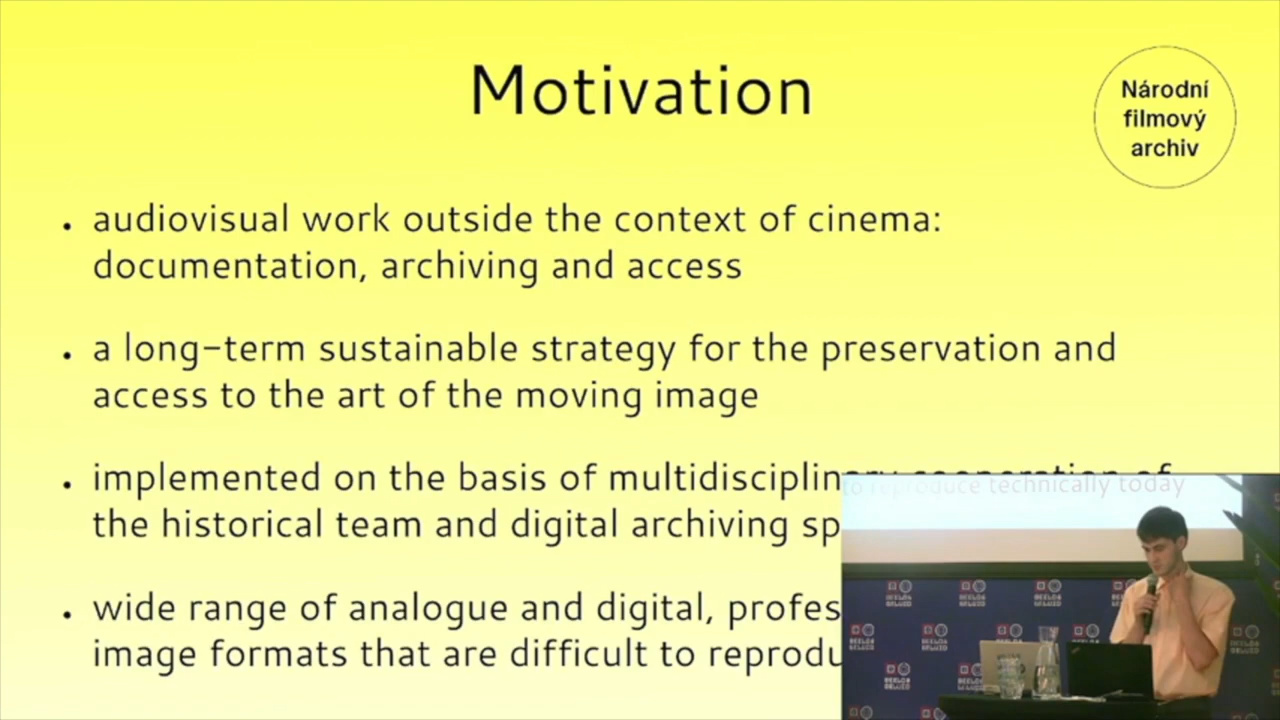 Motivation
Národní
filmový
archiv
• audiovisual work outside the context of cinema:
documentation, archiving and access
• a long-term sustainable strategy for the preservation and
access to the art of the moving image
• implemented on the basis of multidisciplinary cooperation of
the historical team and digital archiving sp
• wide range of analogue and digital, profes
image formats that are difficult to reprodu
to reproduce technically today